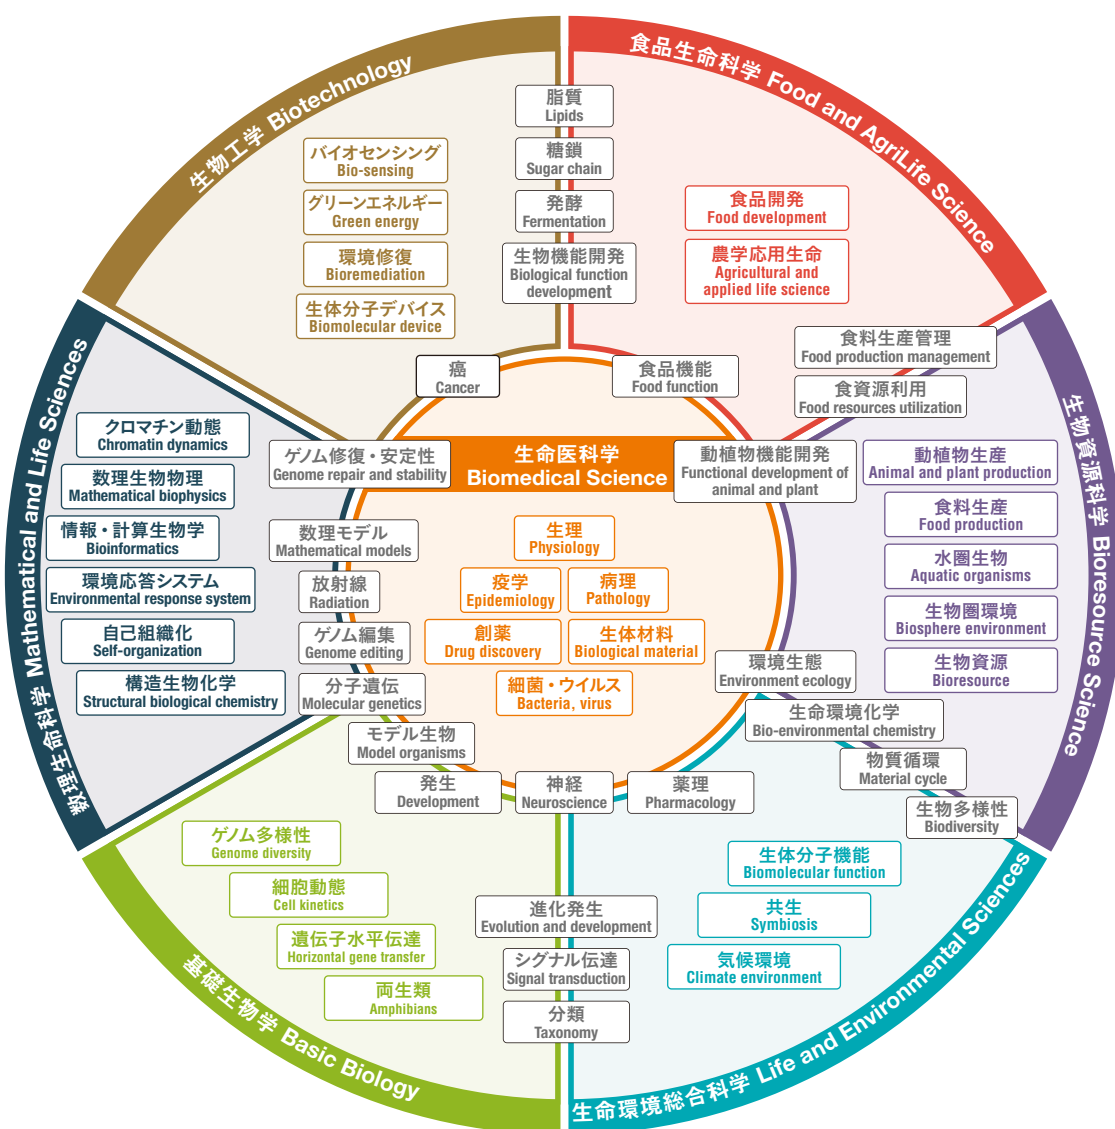 生物工学 Biotechnology
食品生命科学 Food and AgriLife Science
脂質
Lipids
糖鎖
Sugar chain
発酵
Fermentation
生物機能開発
Biological function
development
バイオセンシング
Bio-sensing
グリーンエネルギー
Green energy
環境修復
Bioremediation
生体分子デバイス
Biomolecular device
食品開発
Food development
農学応用生命
Agricultural and
applied life science
食料生産管理
Food production management
食資源利用
Food resources utilization
癌
Cancer
食品機能
Food function
数理生命科学 Mathematical and Life Sciences
クロマチン動態
Chromatin dynamics
数理生物物理
Mathematical biophysics
情報・計算生物学
Bioinformatics
環境応答システム
Environmental response system
自己組織化
Self-organization
構造生物化学
Structural biological chemistry
ゲノム修復・安定性
Genome repair and stability
数理モデル
Mathematical models
放射線
Radiation
ゲノム編集
Genome editing
分子遺伝
Molecular genetics
モデル生物
Model organisms
発生
Development
神経
Neuroscience
薬理
Pharmacology
生命医科学
Biomedical Science
生理
Physiology
疫学
Epidemiology
病理
Pathology
創薬
Drug discovery
生体材料
Biological material
細菌・ウイルス
Bacteria, virus
動植物機能開発
Functional development of
animal and plant
生物資源科学 Bioresource Science
動植物生産
Animal and plant production
食料生産
Food production
水圏生物
Aquatic organisms
生物圏環境
Biosphere environment
生物資源
Bioresource
環境生態
Environment ecology
生命環境化学
Bio-environmental chemistry
物質循環
Material cycle
生物多様性
Biodiversity
基礎生物学 Basic Biology
ゲノム多様性
Genome diversity
細胞動態
Cell kinetics
遺伝子水平伝達
Horizontal gene transfer
両生類
Amphibians
進化発生
Evolution and development
シグナル伝達
Signal transduction
分類
Taxonomy
生命環境総合科学 Life and Environmental Sciences
生体分子機能
Biomolecular function
共生
Symbiosis
気候環境
Climate environment